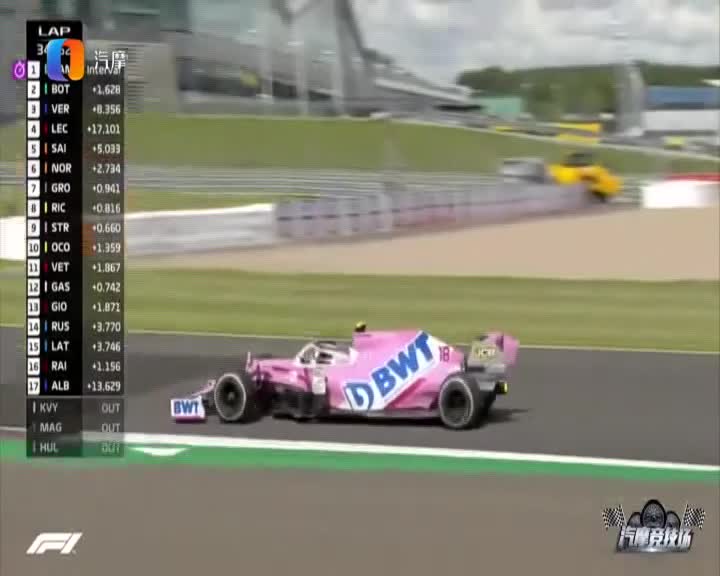 LAP
汽摩
1 Interval
2 BOT +1.628
3 VER +8.356
4 LEC +17.101
5 SAI +5.033
6 NOR +2.734
7 GRO +0.941
8 RIC +0.816
9 STR +0.660
10 OCO +1.359
11 VET +1.867
12 GAS +0.742
13 GIO +1.871
14 RUS +3.770
15 LAT +3.746
16 RAI +1.156
17 ALB +13.629
KVY OUT
MAG OUT
HUL OUT
BWT
18
JCB
BWT
F1
汽摩竞技场